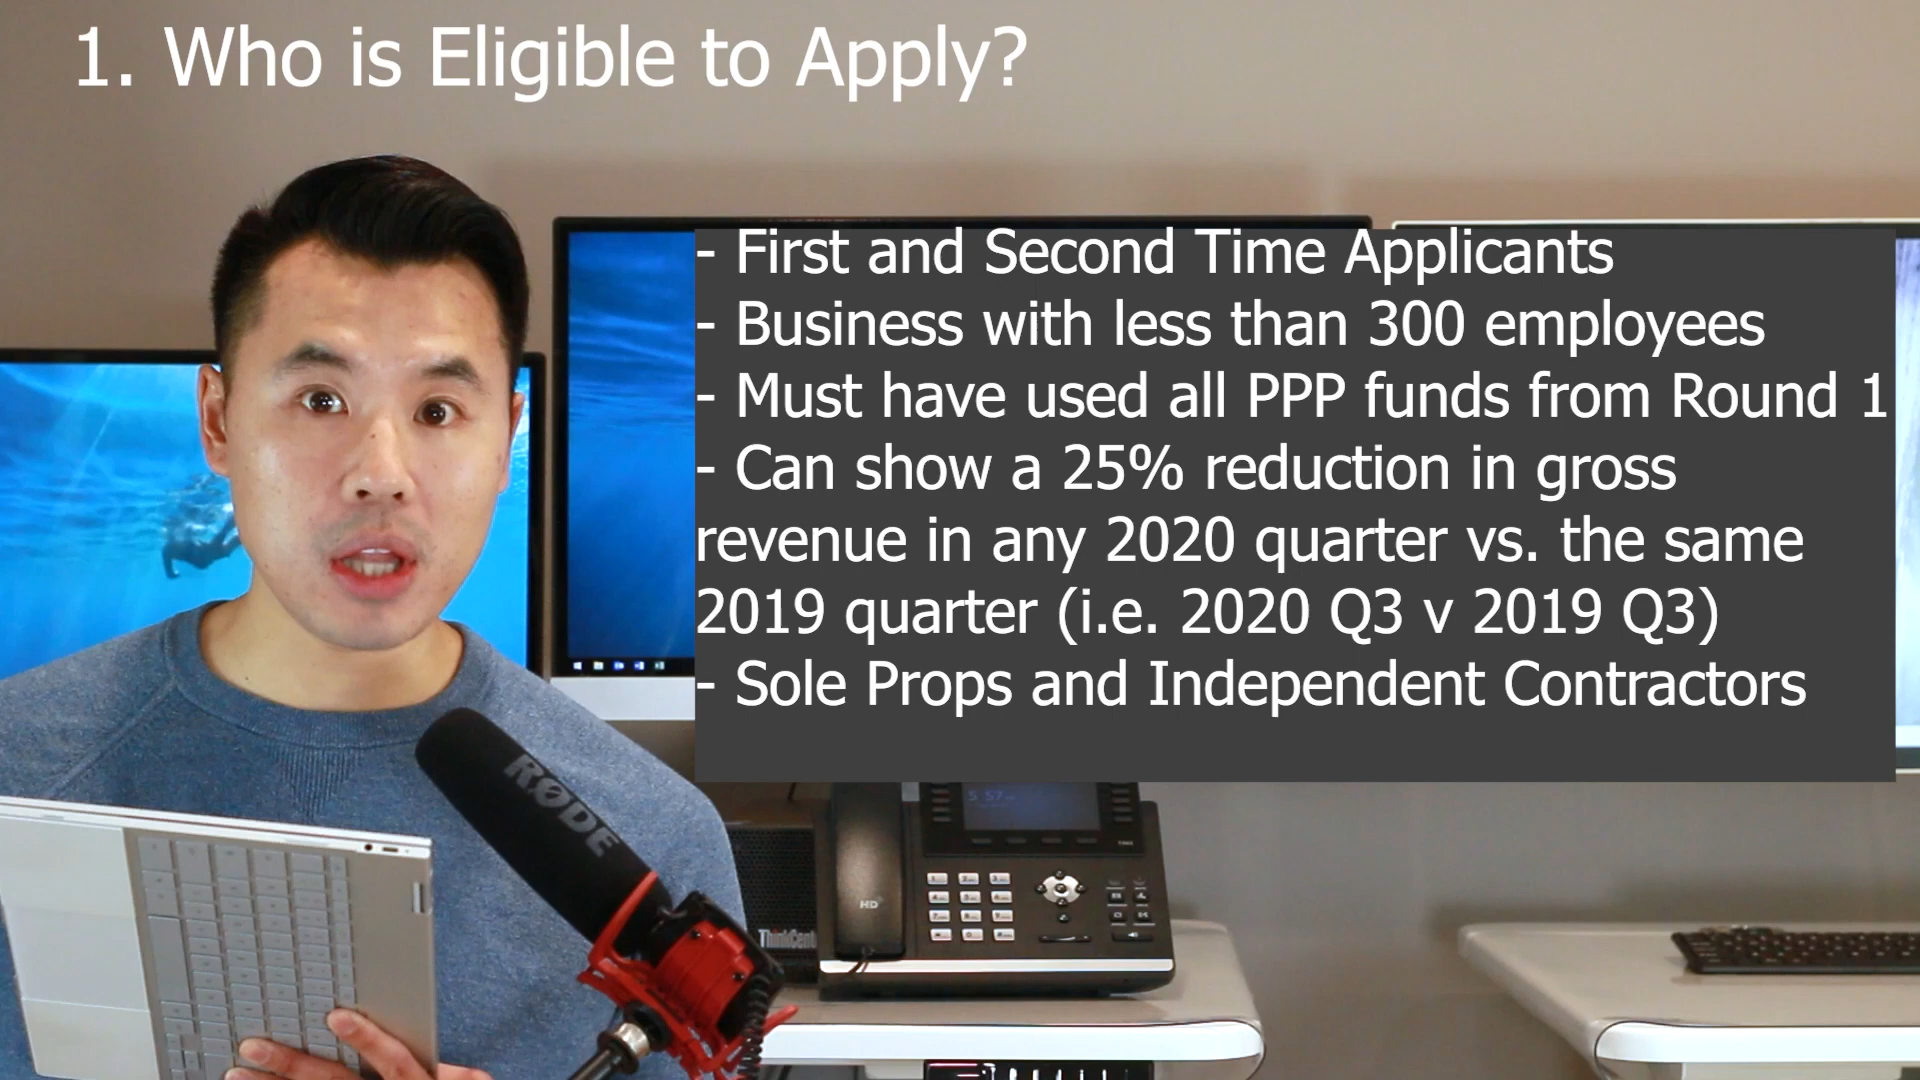 1. Who is Eligible to Apply?
- First and Second Time Applicants
- Business with less than 300 employees
- Must have used all PPP funds from Round 1
- Can show a 25% reduction in gross
revenue in any 2020 quarter vs. the same
2019 quarter (i.e. 2020 Q3 v 2019 Q3)
- Sole Props and Independent Contractors
RØDE
HD